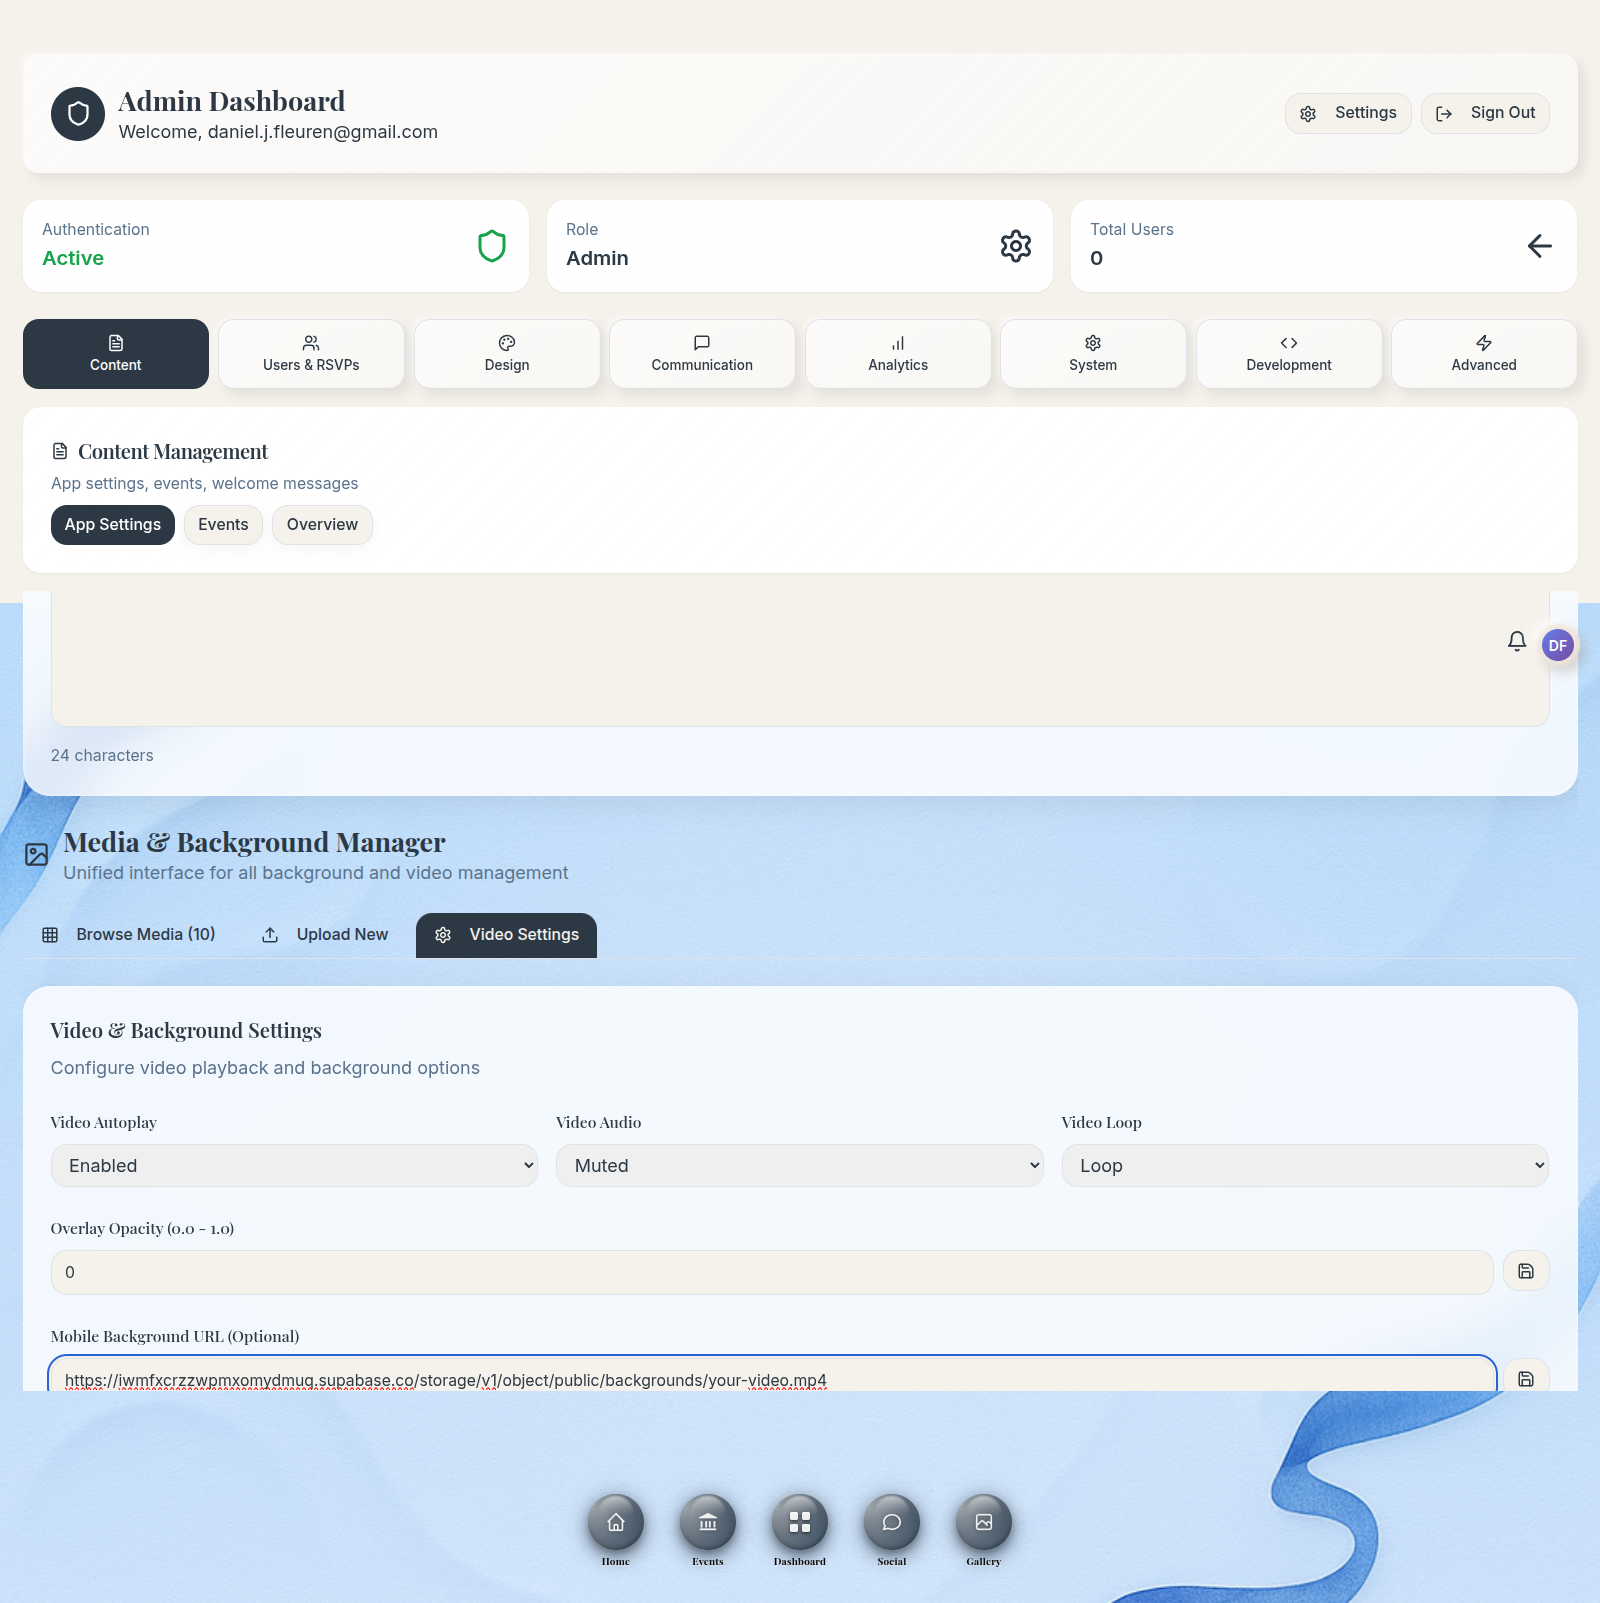 Admin Dashboard
Welcome, daniel.j.fleuren@gmail.com
Settings
Sign Out
Authentication
Active
Role
Admin
Total Users
0
Content
Users & RSVPs
Design
Communication
Analytics
System
Development
Advanced
Content Management
App settings, events, welcome messages
App Settings
Events
Overview
DF
24 characters
Media & Background Manager
Unified interface for all background and video management
Browse Media (10)
Upload New
Video Settings
Video & Background Settings
Configure video playback and background options
Video Autoplay
Video Audio
Video Loop
Enabled
Muted
Loop
Overlay Opacity (0.0 - 1.0)
0
Mobile Background URL (Optional)
https://iwmfxcrzzwpmxomydmug.supabase.co/storage/v1/object/public/backgrounds/your-video.mp4
Home
Events
Dashboard
Social
Gallery